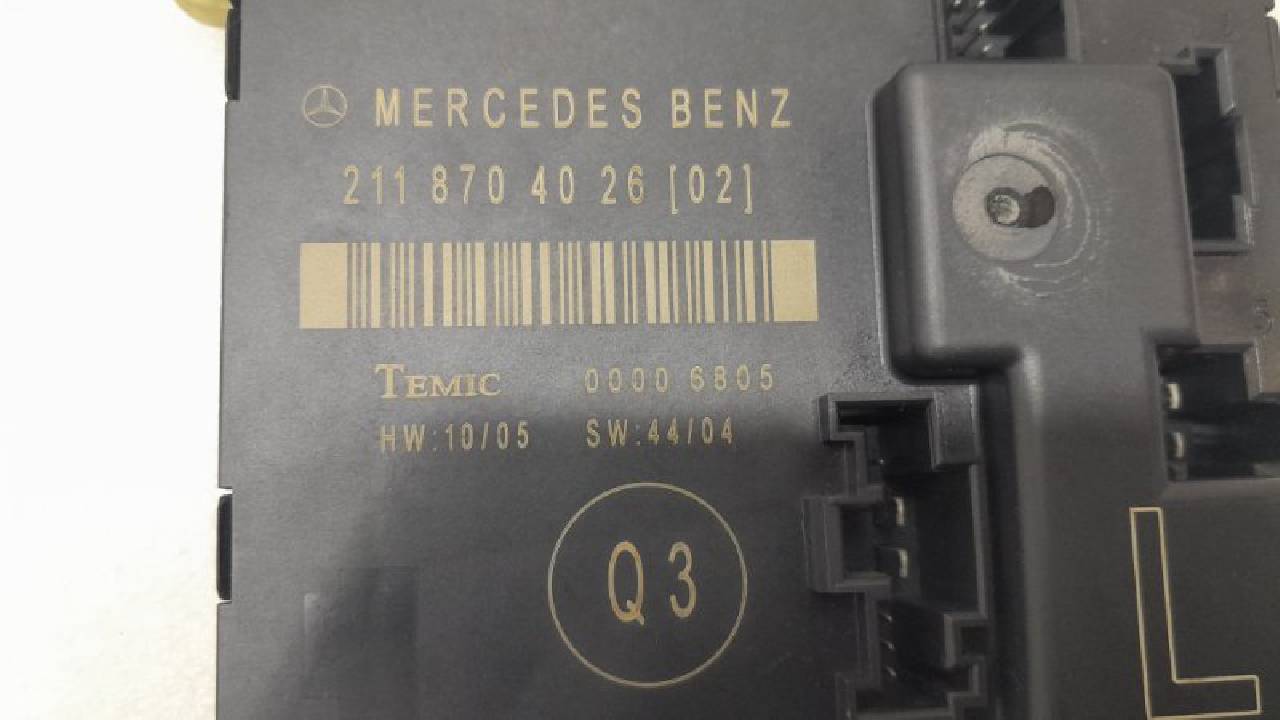 MERCEDES BENZ
211 870 40 26 [02]
TEMIC 0000 6805
HW:10/05 SW:44/04
Q3
L